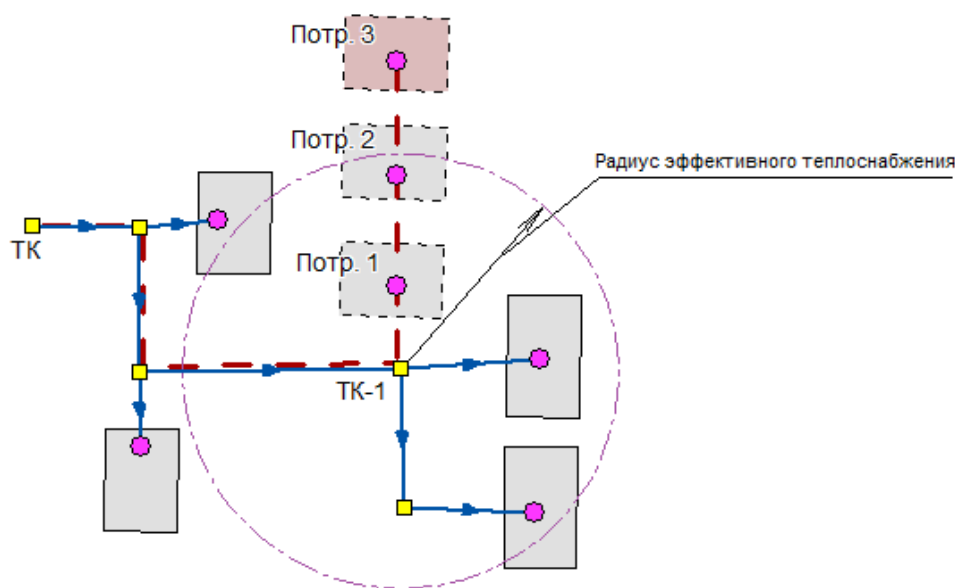 Потр. 3
Потр. 2
Радиус эффективного теплоснабжения
ТК
Потр. 1
ТК-1